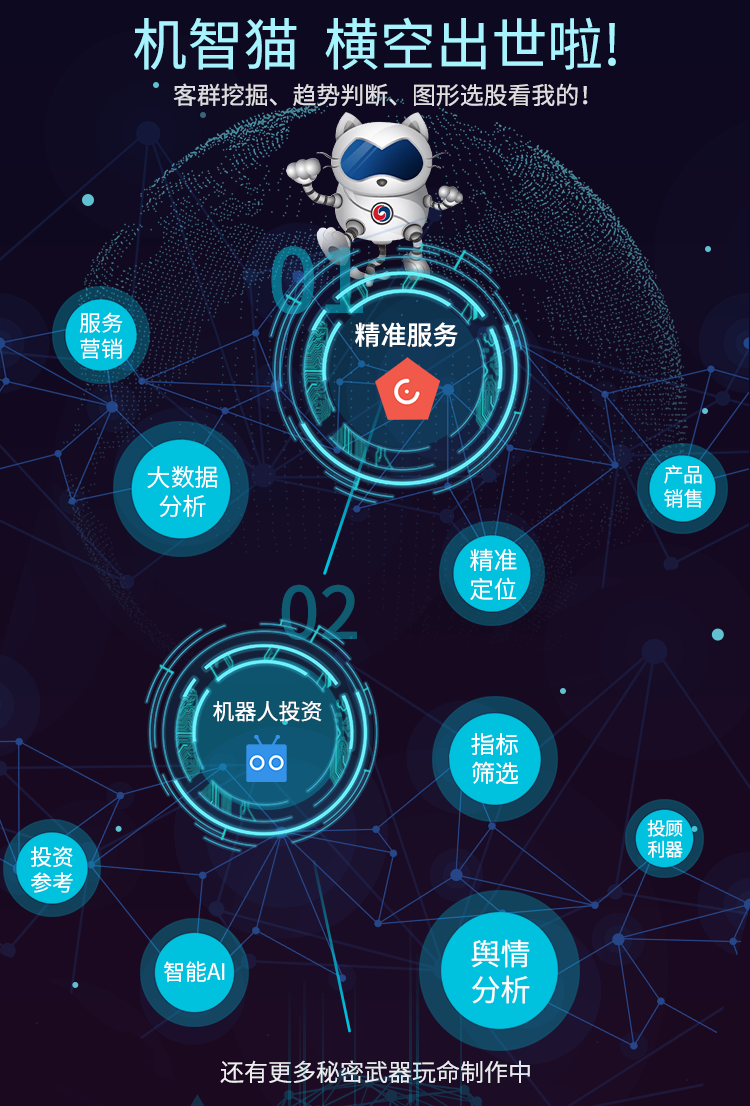 机智猫 横空出世啦!
客群挖掘、趋势判断、图形选股看我的!
01
精准服务
服务
营销
大数据
分析
产品
销售
精准
定位
02
机器人投资
指标
筛选
投顾
利器
投资
参考
智能AI
舆情
分析
还有更多秘密武器玩命制作中